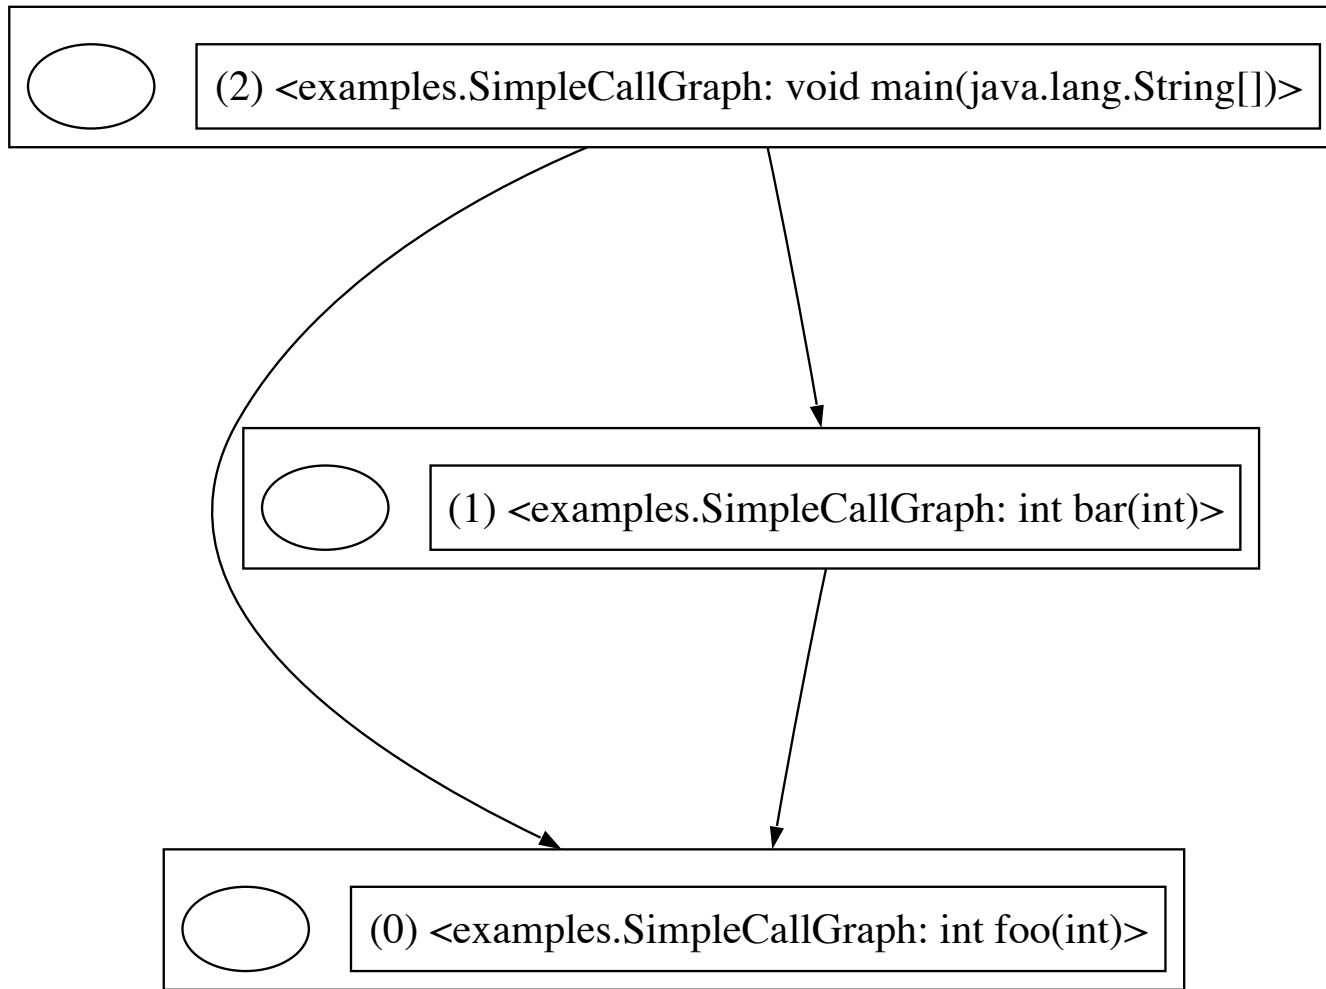 (2) <examples.SimpleCallGraph: void main(java.lang.String[])>
(1) <examples.SimpleCallGraph: int bar(int)>
(0) <examples.SimpleCallGraph: int foo(int)>